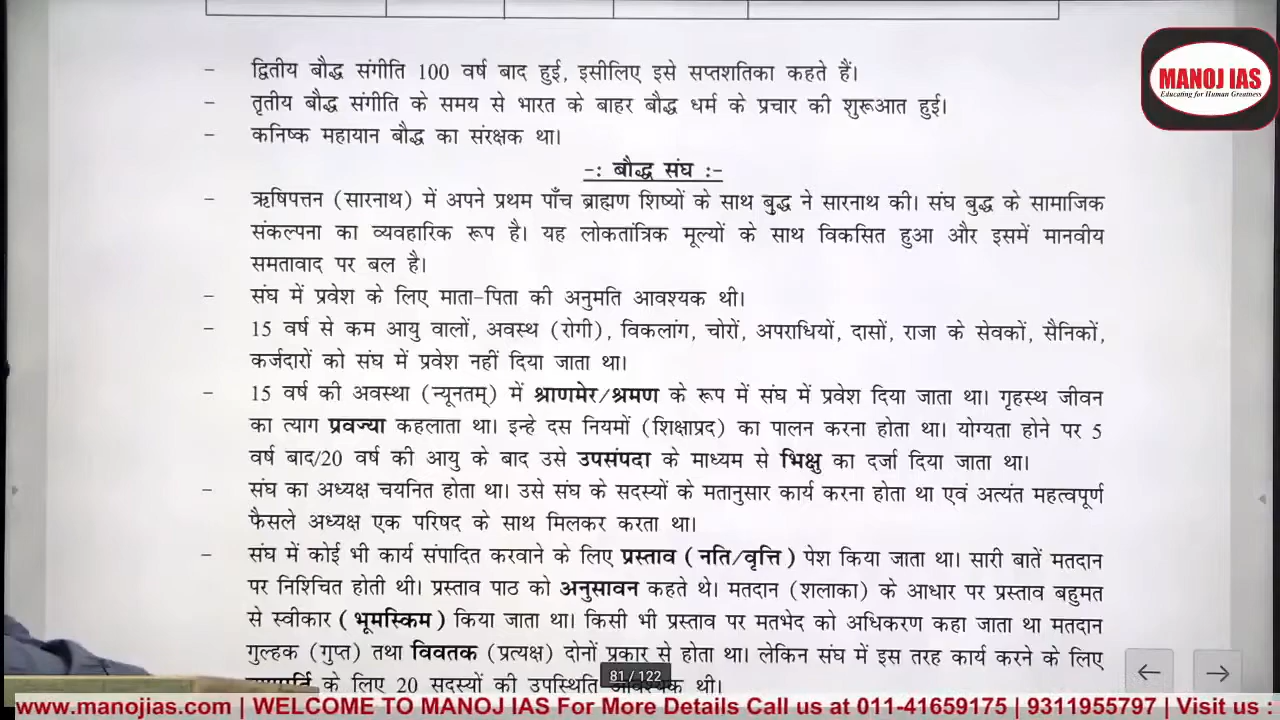 – द्वितीय बौद्ध संगीति 100 वर्ष बाद हुई, इसीलिए इसे सप्तशतिका कहते हैं।
– तृतीय बौद्ध संगीति के समय से भारत के बाहर बौद्ध धर्म के प्रचार की शुरूआत हुई।
– कनिष्क महायान बौद्ध का संरक्षक था।
MANOJ IAS
Educating for Human Greatness
-: बौद्ध संघ :-
– ऋषिपत्तन (सारनाथ) में अपने प्रथम पाँच ब्राह्मण शिष्यों के साथ बुद्ध ने सारनाथ की। संघ बुद्ध के सामाजिक
संकल्पना का व्यवहारिक रूप है। यह लोकतांत्रिक मूल्यों के साथ विकसित हुआ और इसमें मानवीय
समतावाद पर बल है।
– संघ में प्रवेश के लिए माता-पिता की अनुमति आवश्यक थी।
– 15 वर्ष से कम आयु वालों, अवस्थ (रोगी), विकलांग, चोरों, अपराधियों, दासों, राजा के सेवकों, सैनिकों,
कर्जदारों को संघ में प्रवेश नहीं दिया जाता था।
– 15 वर्ष की अवस्था (न्यूनतम्) में श्राणमेर/श्रमण के रूप में संघ में प्रवेश दिया जाता था। गृहस्थ जीवन
का त्याग प्रवज्या कहलाता था। इन्हे दस नियमों (शिक्षाप्रद) का पालन करना होता था। योग्यता होने पर 5
वर्ष बाद/20 वर्ष की आयु के बाद उसे उपसंपदा के माध्यम से भिक्षु का दर्जा दिया जाता था।
– संघ का अध्यक्ष चयनित होता था। उसे संघ के सदस्यों के मतानुसार कार्य करना होता था एवं अत्यंत महत्वपूर्ण
फैसले अध्यक्ष एक परिषद के साथ मिलकर करता था।
– संघ में कोई भी कार्य संपादित करवाने के लिए प्रस्ताव ( नति/वृत्ति ) पेश किया जाता था। सारी बातें मतदान
पर निशिचित होती थी। प्रस्ताव पाठ को अनुसावन कहते थे। मतदान (शलाका) के आधार पर प्रस्ताव बहुमत
से स्वीकार ( भूमस्किम ) किया जाता था। किसी भी प्रस्ताव पर मतभेद को अधिकरण कहा जाता था मतदान
गुल्हक (गुप्त) तथा विवतक (प्रत्यक्ष) दोनों प्रकार से होता था। लेकिन संघ में इस तरह कार्य करने के लिए
के लिए 20 सदस्यों की उपस्थिति आवश्यक थी।
81 / 122
www.manojias.com | WELCOME TO MANOJ IAS For More Details Call us at 011-41659175 | 9311955797 | Visit us :